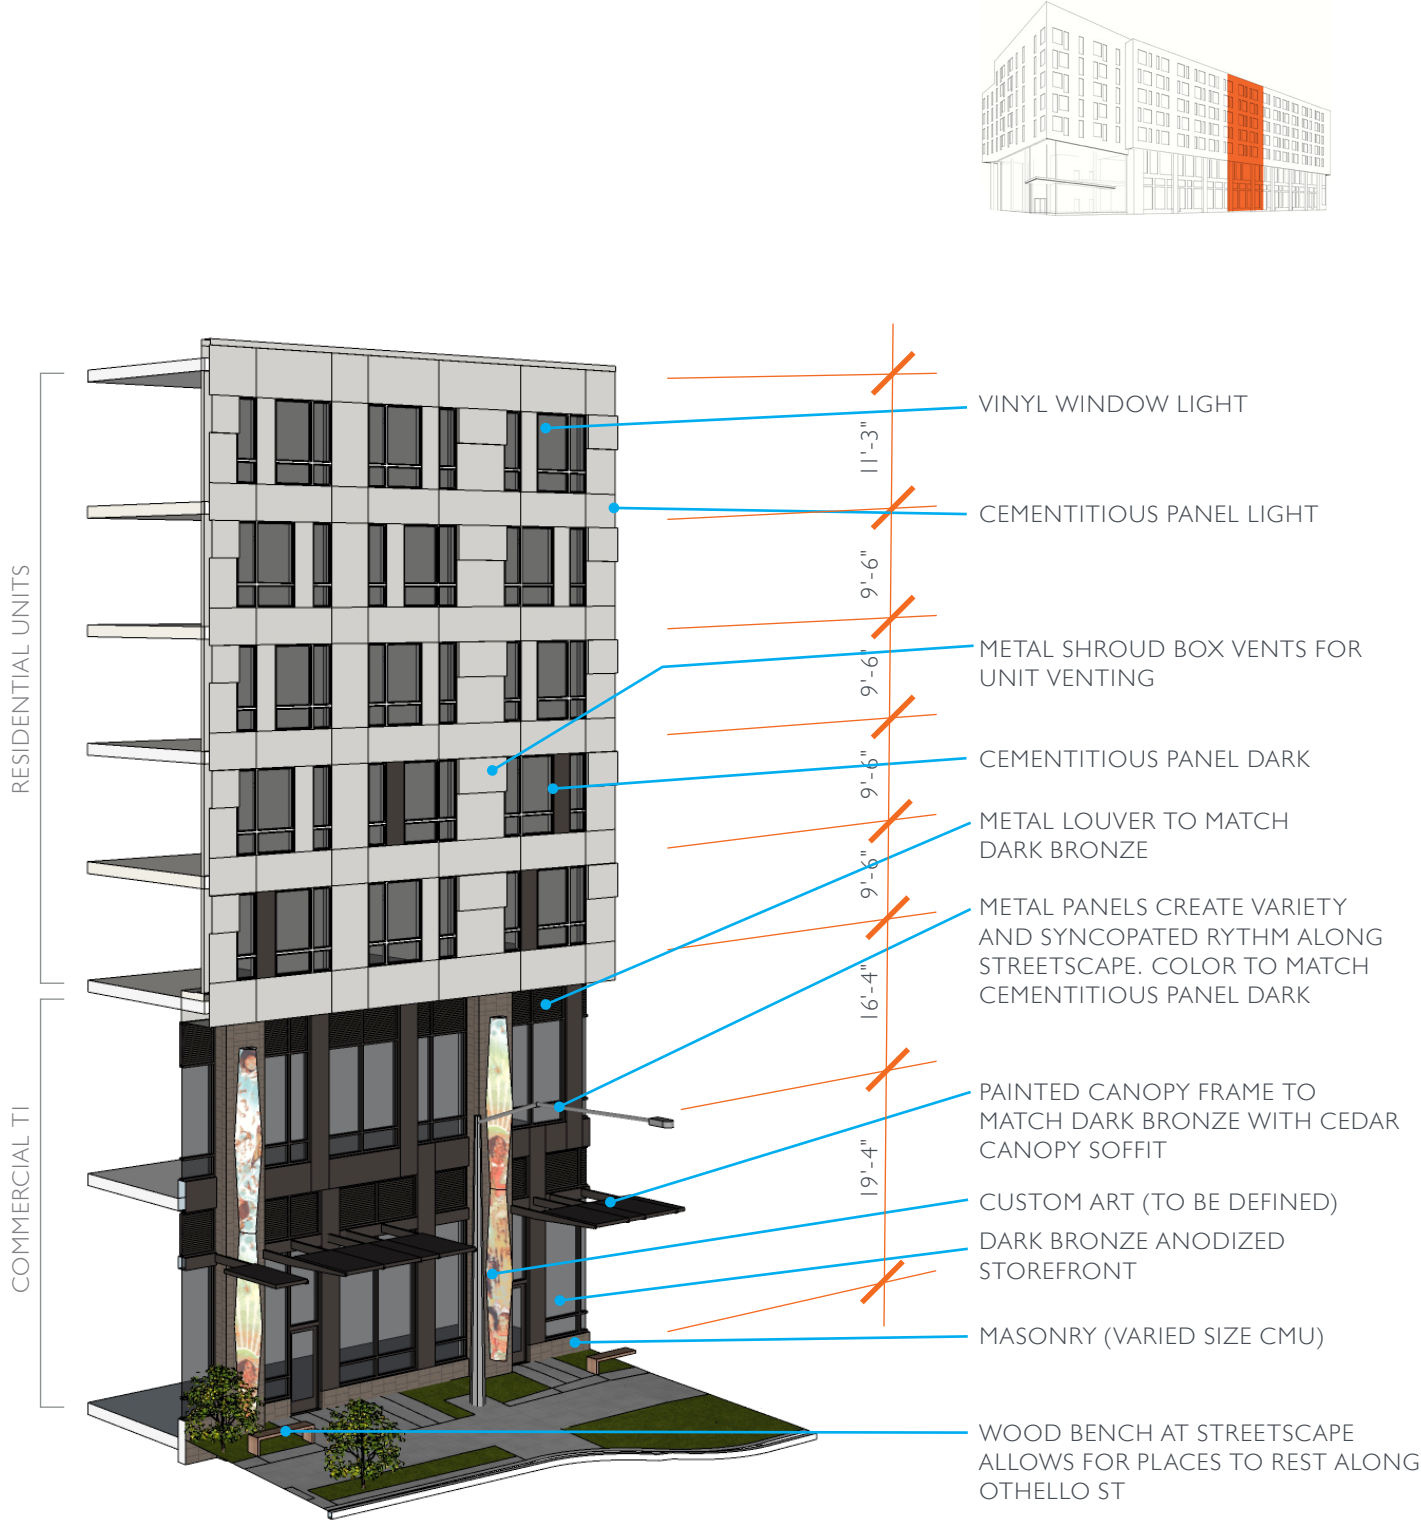 VINYL WINDOW LIGHT
11'-3"
CEMENTITIOUS PANEL LIGHT
9'-6"
RESIDENTIAL UNITS
METAL SHROUD BOX VENTS FOR
UNIT VENTING
9'-6"
CEMENTITIOUS PANEL DARK
9'-6"
METAL LOUVER TO MATCH
DARK BRONZE
9'-6"
METAL PANELS CREATE VARIETY
AND SYNCOPATED RYTHM ALONG
STREETSCAPE. COLOR TO MATCH
CEMENTITIOUS PANEL DARK
16'-4"
PAINTED CANOPY FRAME TO
MATCH DARK BRONZE WITH CEDAR
CANOPY SOFFIT
19'-4"
COMMERCIAL TI
CUSTOM ART (TO BE DEFINED)
DARK BRONZE ANODIZED
STOREFRONT
MASONRY (VARIED SIZE CMU)
WOOD BENCH AT STREETSCAPE
ALLOWS FOR PLACES TO REST ALONG
OTHELLO ST